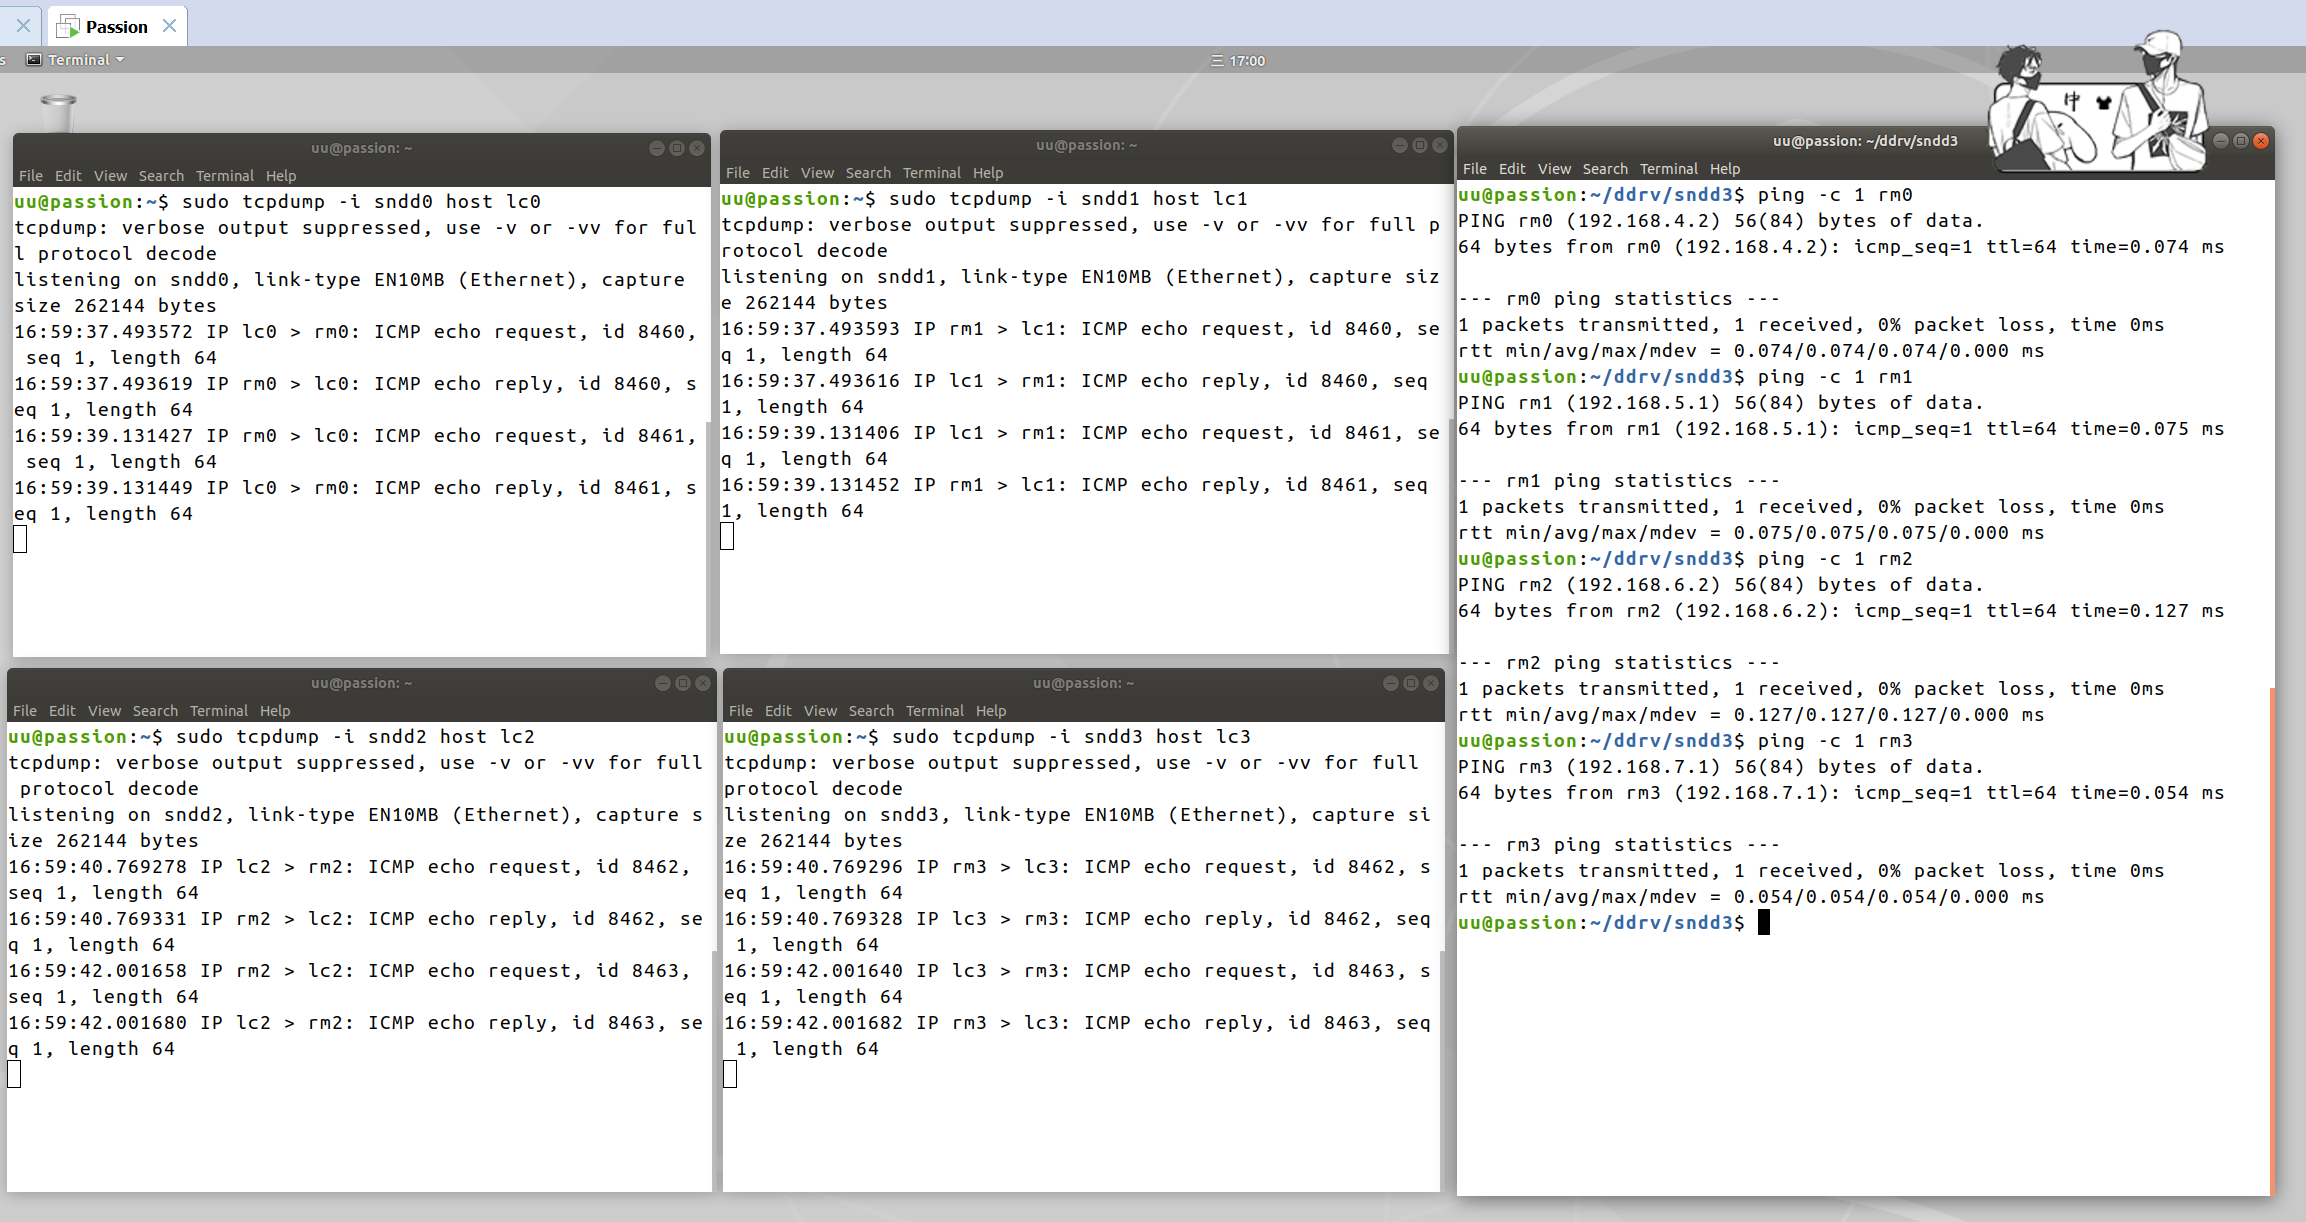 Passion
s Terminal
三 17:00
uu@passion: ~
File Edit View Search Terminal Help
uu@passion:~$ sudo tcpdump -i sndd0 host lc0
tcpdump: verbose output suppressed, use -v or -vv for ful
l protocol decode
listening on sndd0, link-type EN10MB (Ethernet), capture
size 262144 bytes
16:59:37.493572 IP lc0 > rm0: ICMP echo request, id 8460,
 seq 1, length 64
16:59:37.493619 IP rm0 > lc0: ICMP echo reply, id 8460, s
eq 1, length 64
16:59:39.131427 IP rm0 > lc0: ICMP echo request, id 8461,
 seq 1, length 64
16:59:39.131449 IP lc0 > rm0: ICMP echo reply, id 8461, s
eq 1, length 64
uu@passion: ~
File Edit View Search Terminal Help
uu@passion:~$ sudo tcpdump -i sndd1 host lc1
tcpdump: verbose output suppressed, use -v or -vv for full p
rotocol decode
listening on sndd1, link-type EN10MB (Ethernet), capture siz
e 262144 bytes
16:59:37.493593 IP rm1 > lc1: ICMP echo request, id 8460, se
q 1, length 64
16:59:37.493616 IP lc1 > rm1: ICMP echo reply, id 8460, seq
1, length 64
16:59:39.131406 IP lc1 > rm1: ICMP echo request, id 8461, se
q 1, length 64
16:59:39.131452 IP rm1 > lc1: ICMP echo reply, id 8461, seq
1, length 64
uu@passion: ~
File Edit View Search Terminal Help
uu@passion:~$ sudo tcpdump -i sndd2 host lc2
tcpdump: verbose output suppressed, use -v or -vv for full
 protocol decode
listening on sndd2, link-type EN10MB (Ethernet), capture s
ize 262144 bytes
16:59:40.769278 IP lc2 > rm2: ICMP echo request, id 8462,
seq 1, length 64
16:59:40.769331 IP rm2 > lc2: ICMP echo reply, id 8462, se
q 1, length 64
16:59:42.001658 IP rm2 > lc2: ICMP echo request, id 8463,
seq 1, length 64
16:59:42.001680 IP lc2 > rm2: ICMP echo reply, id 8463, se
q 1, length 64
uu@passion: ~
File Edit View Search Terminal Help
uu@passion:~$ sudo tcpdump -i sndd3 host lc3
tcpdump: verbose output suppressed, use -v or -vv for full
protocol decode
listening on sndd3, link-type EN10MB (Ethernet), capture si
ze 262144 bytes
16:59:40.769296 IP rm3 > lc3: ICMP echo request, id 8462, s
eq 1, length 64
16:59:40.769328 IP lc3 > rm3: ICMP echo reply, id 8462, seq
 1, length 64
16:59:42.001640 IP lc3 > rm3: ICMP echo request, id 8463, s
eq 1, length 64
16:59:42.001682 IP rm3 > lc3: ICMP echo reply, id 8463, seq
 1, length 64
中
uu@passion: ~/ddrv/sndd3
File Edit View Search Terminal Help
uu@passion:~/ddrv/sndd3$ ping -c 1 rm0
PING rm0 (192.168.4.2) 56(84) bytes of data.
64 bytes from rm0 (192.168.4.2): icmp_seq=1 ttl=64 time=0.074 ms
--- rm0 ping statistics ---
1 packets transmitted, 1 received, 0% packet loss, time 0ms
rtt min/avg/max/mdev = 0.074/0.074/0.074/0.000 ms
uu@passion:~/ddrv/sndd3$ ping -c 1 rm1
PING rm1 (192.168.5.1) 56(84) bytes of data.
64 bytes from rm1 (192.168.5.1): icmp_seq=1 ttl=64 time=0.075 ms
--- rm1 ping statistics ---
1 packets transmitted, 1 received, 0% packet loss, time 0ms
rtt min/avg/max/mdev = 0.075/0.075/0.075/0.000 ms
uu@passion:~/ddrv/sndd3$ ping -c 1 rm2
PING rm2 (192.168.6.2) 56(84) bytes of data.
64 bytes from rm2 (192.168.6.2): icmp_seq=1 ttl=64 time=0.127 ms
--- rm2 ping statistics ---
1 packets transmitted, 1 received, 0% packet loss, time 0ms
rtt min/avg/max/mdev = 0.127/0.127/0.127/0.000 ms
uu@passion:~/ddrv/sndd3$ ping -c 1 rm3
PING rm3 (192.168.7.1) 56(84) bytes of data.
64 bytes from rm3 (192.168.7.1): icmp_seq=1 ttl=64 time=0.054 ms
--- rm3 ping statistics ---
1 packets transmitted, 1 received, 0% packet loss, time 0ms
rtt min/avg/max/mdev = 0.054/0.054/0.054/0.000 ms
uu@passion:~/ddrv/sndd3$